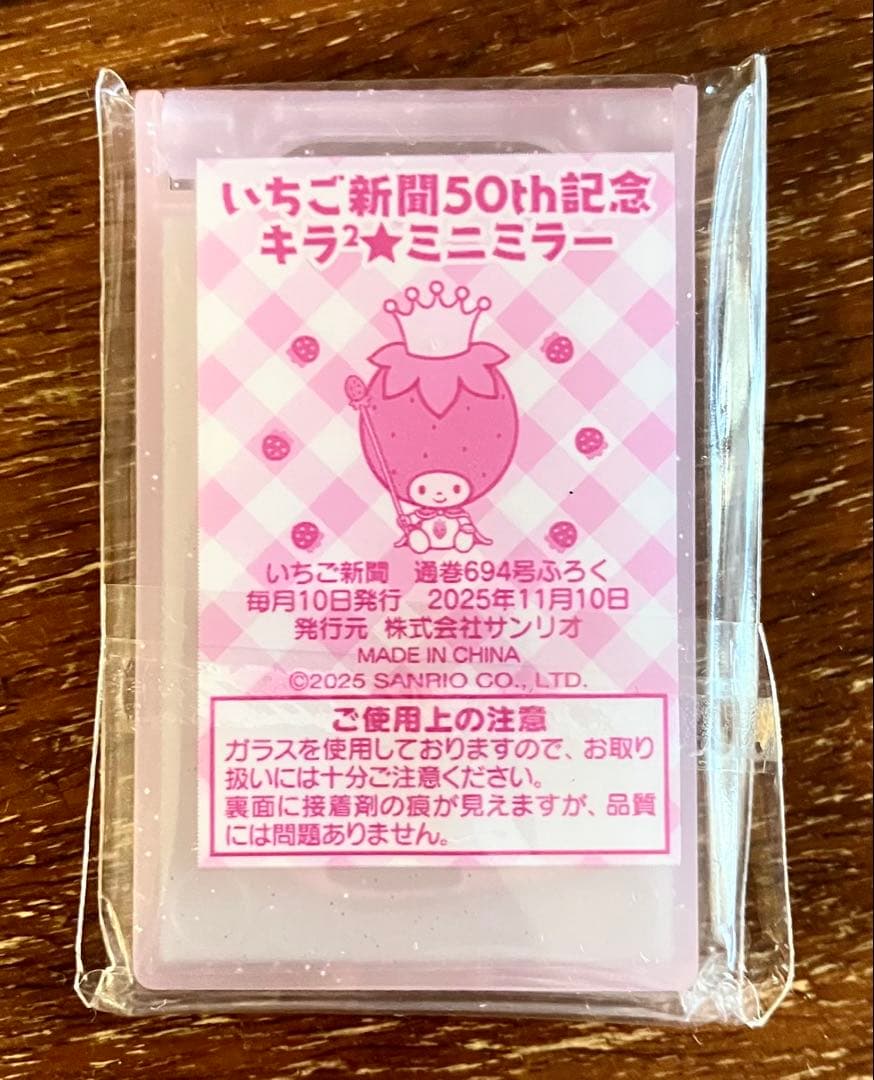 いちご新聞50th記念
キラ²★ミニミラー
いちご新聞 通巻694号ふろく
毎月10日発行 2025年11月10日
発行元 株式会社サンリオ
MADE IN CHINA
©2025 SANRIO CO., LTD.
ご使用上の注意
ガラスを使用しておりますので、お取り
扱いには十分ご注意ください。
裏面に接着剤の痕が見えますが、品質
には問題ありません。